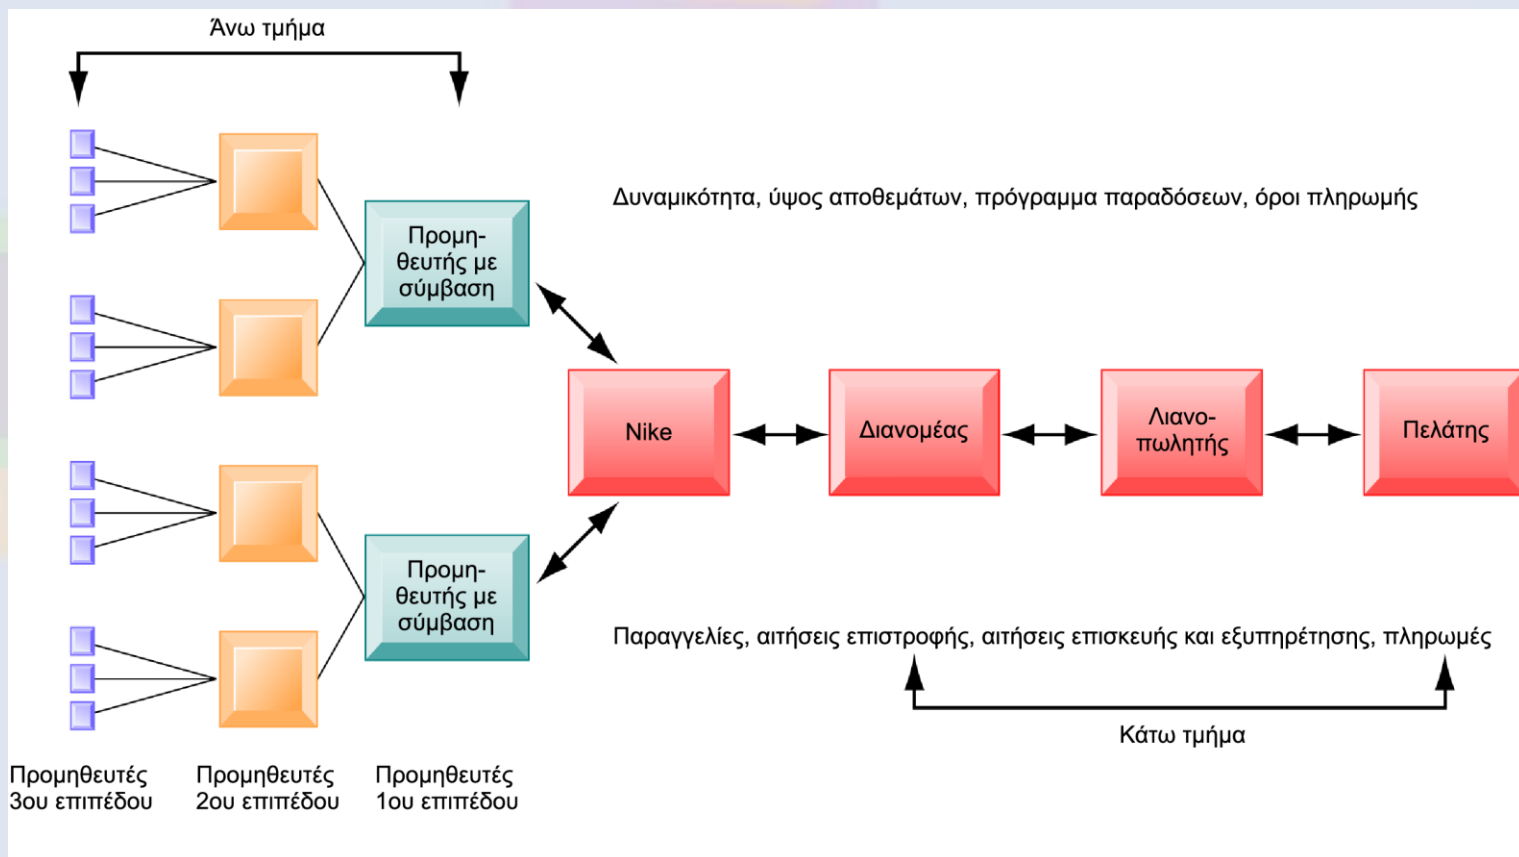 Άνω τμήμα
Δυναμικότητα, ύψος αποθεμάτων, πρόγραμμα παραδόσεων, όροι πληρωμής
Προμη-
θευτής με
σύμβαση
Nike
Διανομέας
Λιανο-
πωλητής
Πελάτης
Προμη-
θευτής με
σύμβαση
Παραγγελίες, αιτήσεις επιστροφής, αιτήσεις επισκευής και εξυπηρέτησης, πληρωμές
Κάτω τμήμα
Προμηθευτές
3ου επιπέδου
Προμηθευτές
2ου επιπέδου
Προμηθευτές
1ου επιπέδου